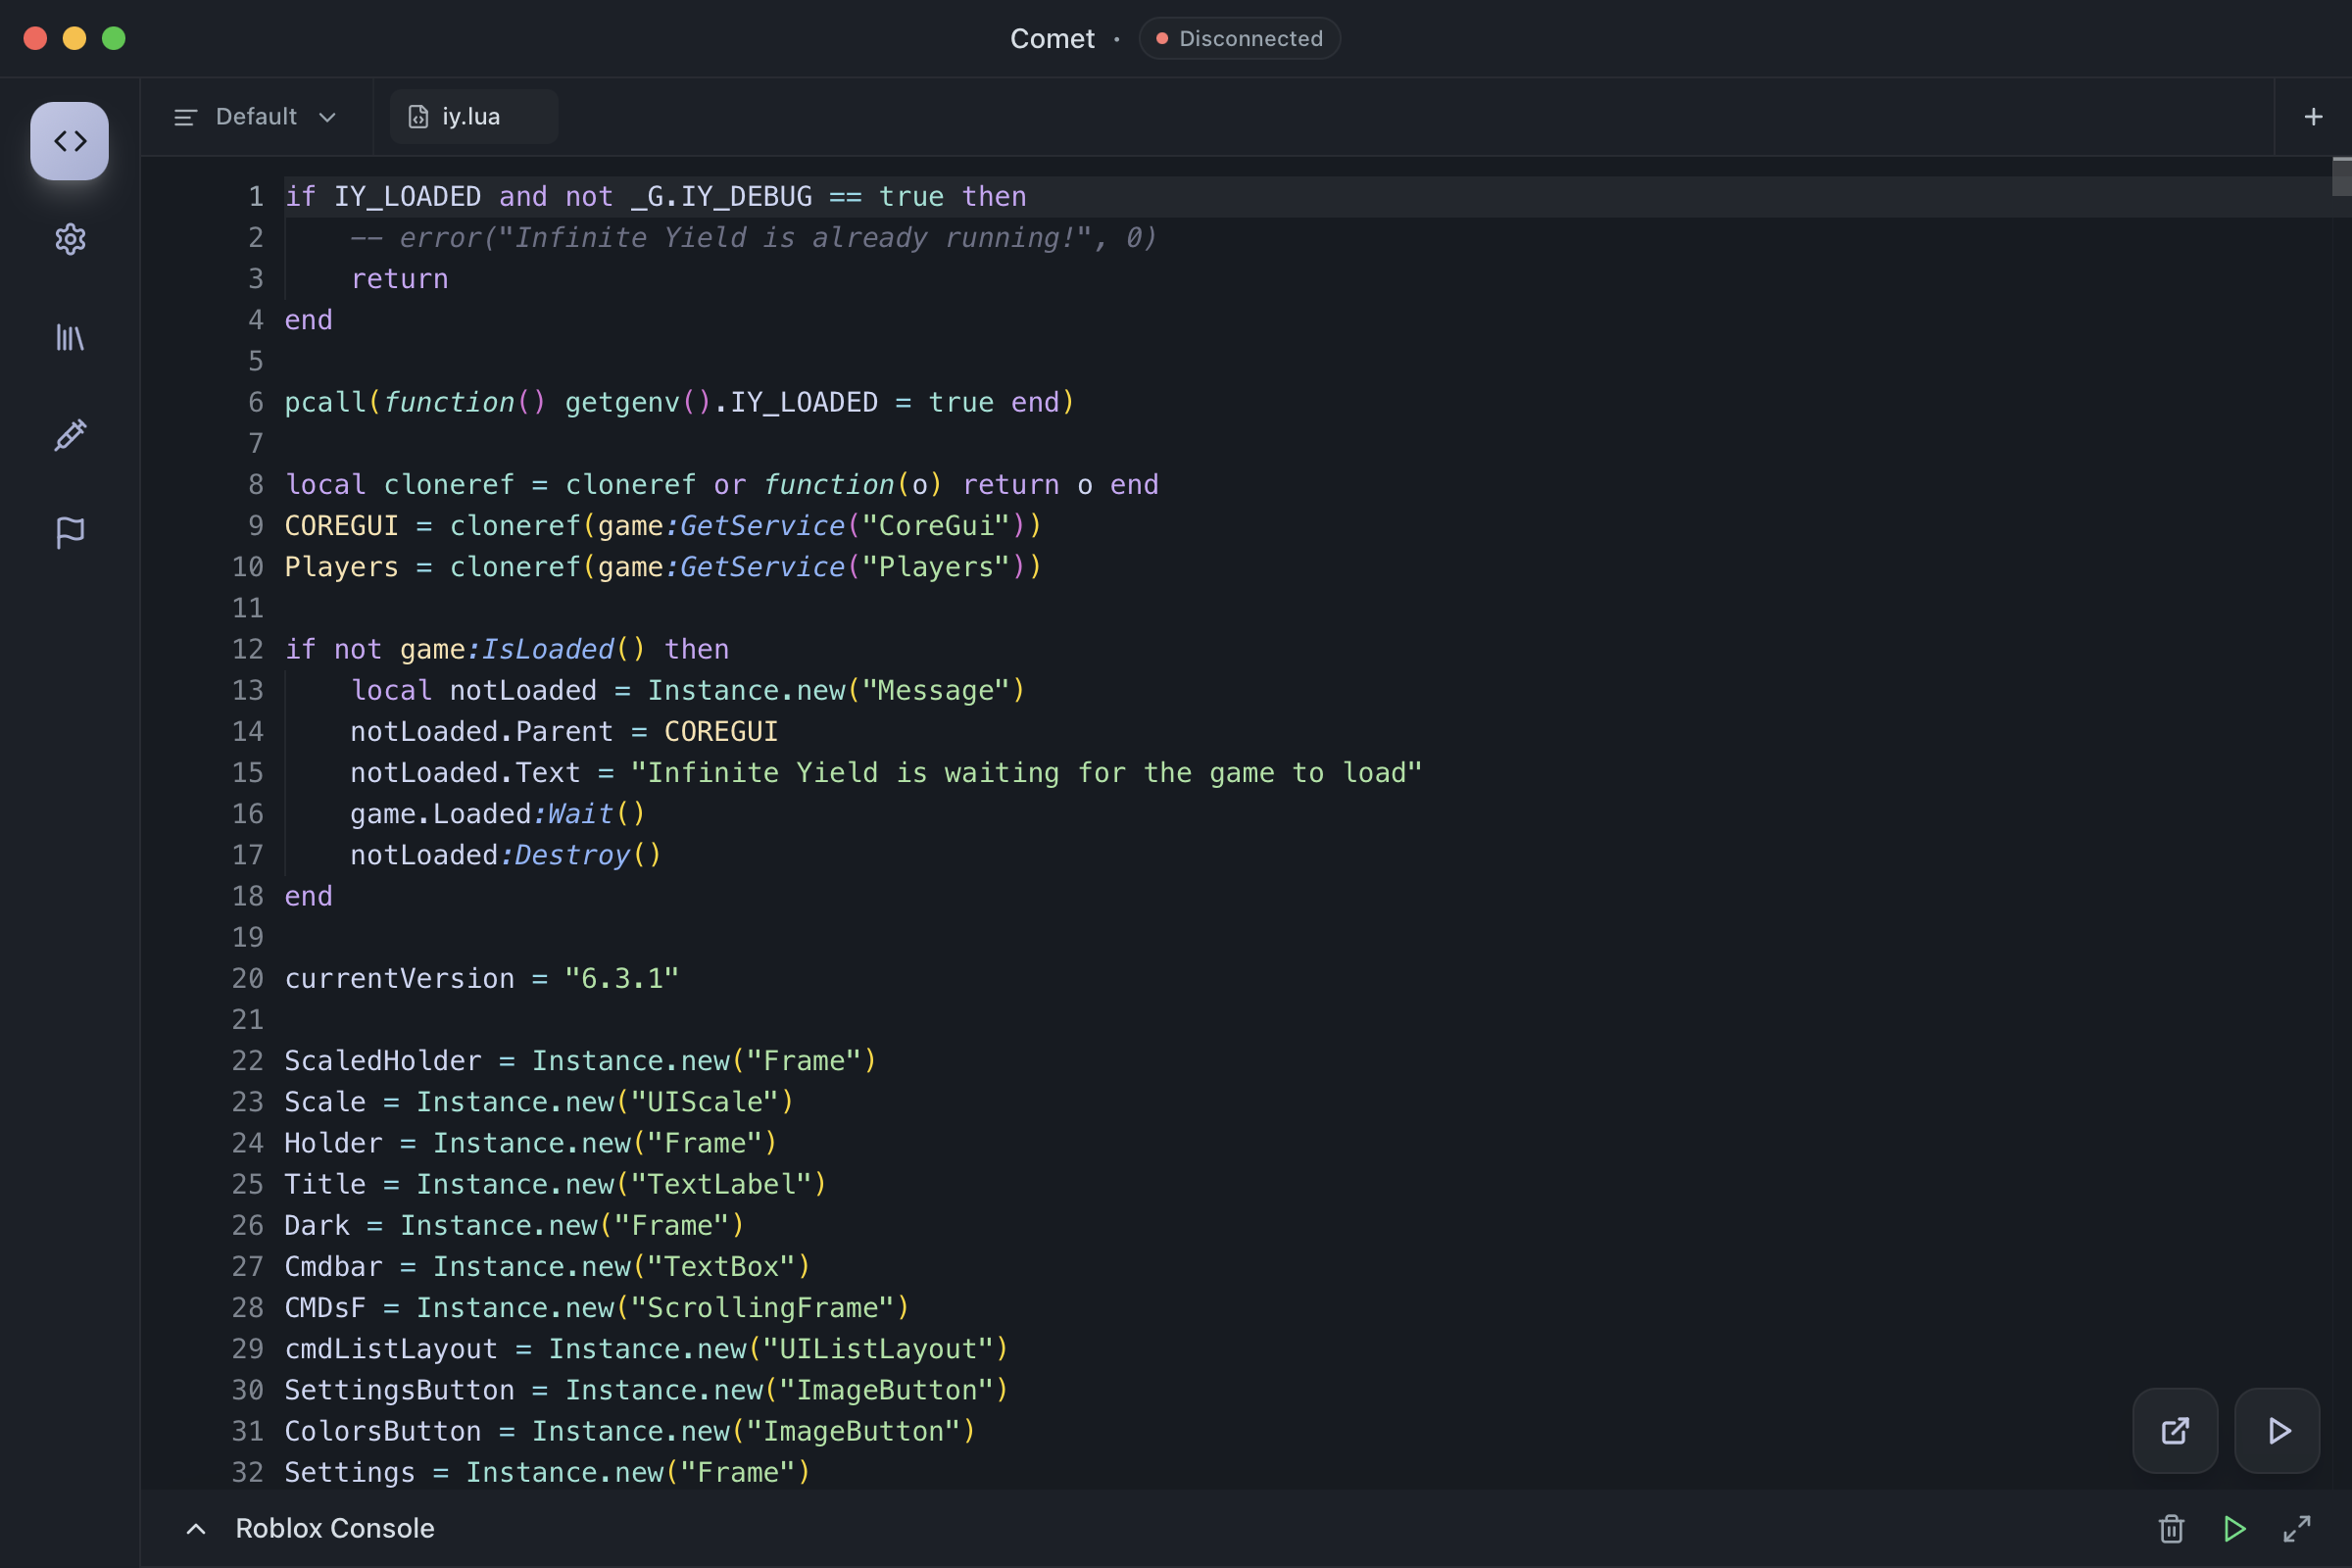 Comet · Disconnected
Default iy.lua
1 if IY_LOADED and not _G.IY_DEBUG == true then
2     -- error("Infinite Yield is already running!", 0)
3     return
4 end
5
6 pcall(function() getgenv().IY_LOADED = true end)
7
8 local cloneref = cloneref or function(o) return o end
9 COREGUI = cloneref(game:GetService("CoreGui"))
10 Players = cloneref(game:GetService("Players"))
11
12 if not game:IsLoaded() then
13     local notLoaded = Instance.new("Message")
14     notLoaded.Parent = COREGUI
15     notLoaded.Text = "Infinite Yield is waiting for the game to load"
16     game.Loaded:Wait()
17     notLoaded:Destroy()
18 end
19
20 currentVersion = "6.3.1"
21
22 ScaledHolder = Instance.new("Frame")
23 Scale = Instance.new("UIScale")
24 Holder = Instance.new("Frame")
25 Title = Instance.new("TextLabel")
26 Dark = Instance.new("Frame")
27 Cmdbar = Instance.new("TextBox")
28 CMDsF = Instance.new("ScrollingFrame")
29 cmdListLayout = Instance.new("UIListLayout")
30 SettingsButton = Instance.new("ImageButton")
31 ColorsButton = Instance.new("ImageButton")
32 Settings = Instance.new("Frame")
Roblox Console